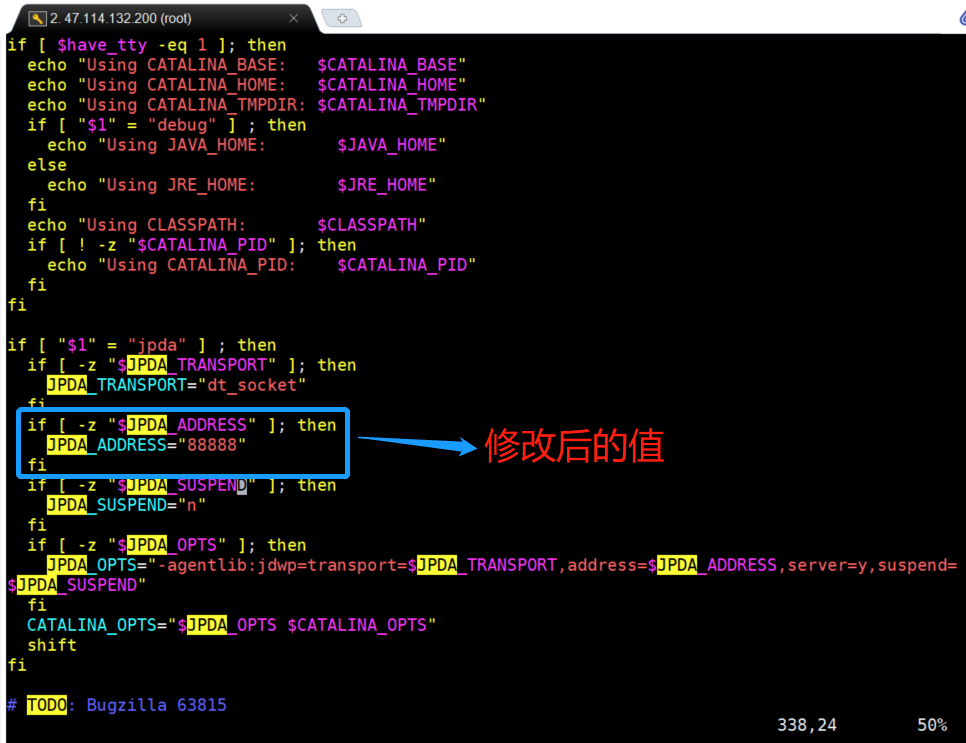 2. 47.114.132.200 (root)
if [ $have_tty -eq 1 ]; then
  echo "Using CATALINA_BASE:   $CATALINA_BASE"
  echo "Using CATALINA_HOME:   $CATALINA_HOME"
  echo "Using CATALINA_TMPDIR: $CATALINA_TMPDIR"
  if [ "$1" = "debug" ] ; then
    echo "Using JAVA_HOME:       $JAVA_HOME"
  else
    echo "Using JRE_HOME:        $JRE_HOME"
  fi
  echo "Using CLASSPATH:       $CLASSPATH"
  if [ ! -z "$CATALINA_PID" ]; then
    echo "Using CATALINA_PID:    $CATALINA_PID"
  fi
fi
if [ "$1" = "jpda" ] ; then
  if [ -z "$JPDA_TRANSPORT" ]; then
    JPDA_TRANSPORT="dt_socket"
  fi
  if [ -z "$JPDA_ADDRESS" ]; then
    JPDA_ADDRESS="88888"
修改后的值
  fi
  if [ -z "$JPDA_SUSPEND" ]; then
    JPDA_SUSPEND="n"
  fi
  if [ -z "$JPDA_OPTS" ]; then
    JPDA_OPTS="-agentlib:jdwp=transport=$JPDA_TRANSPORT,address=$JPDA_ADDRESS,server=y,suspend=
$JPDA_SUSPEND"
  fi
  CATALINA_OPTS="$JPDA_OPTS $CATALINA_OPTS"
  shift
fi
# TODO: Bugzilla 63815
338,24 50%